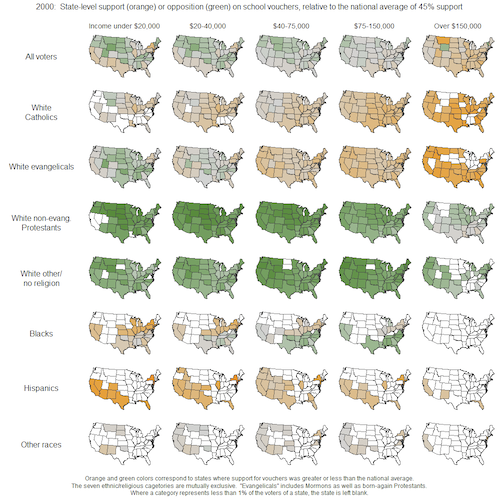 2000:  State-level support (orange) or opposition (green) on school vouchers, relative to the national average of 45% support
Income under $20,000
$20-40,000
$40-75,000
$75-150,000
Over $150,000
All voters
White
Catholics
White evangelicals
White non-evang.
Protestants
White other/
no religion
Blacks
Hispanics
Other races
Orange and green colors correspond to states where support for vouchers was greater or less than the national average.
The seven ethnic/religious cagetories are mutually exclusive.  "Evangelicals" includes Mormons as well as born-again Protestants.
Where a category represents less than 1% of the voters of a state, the state is left blank.